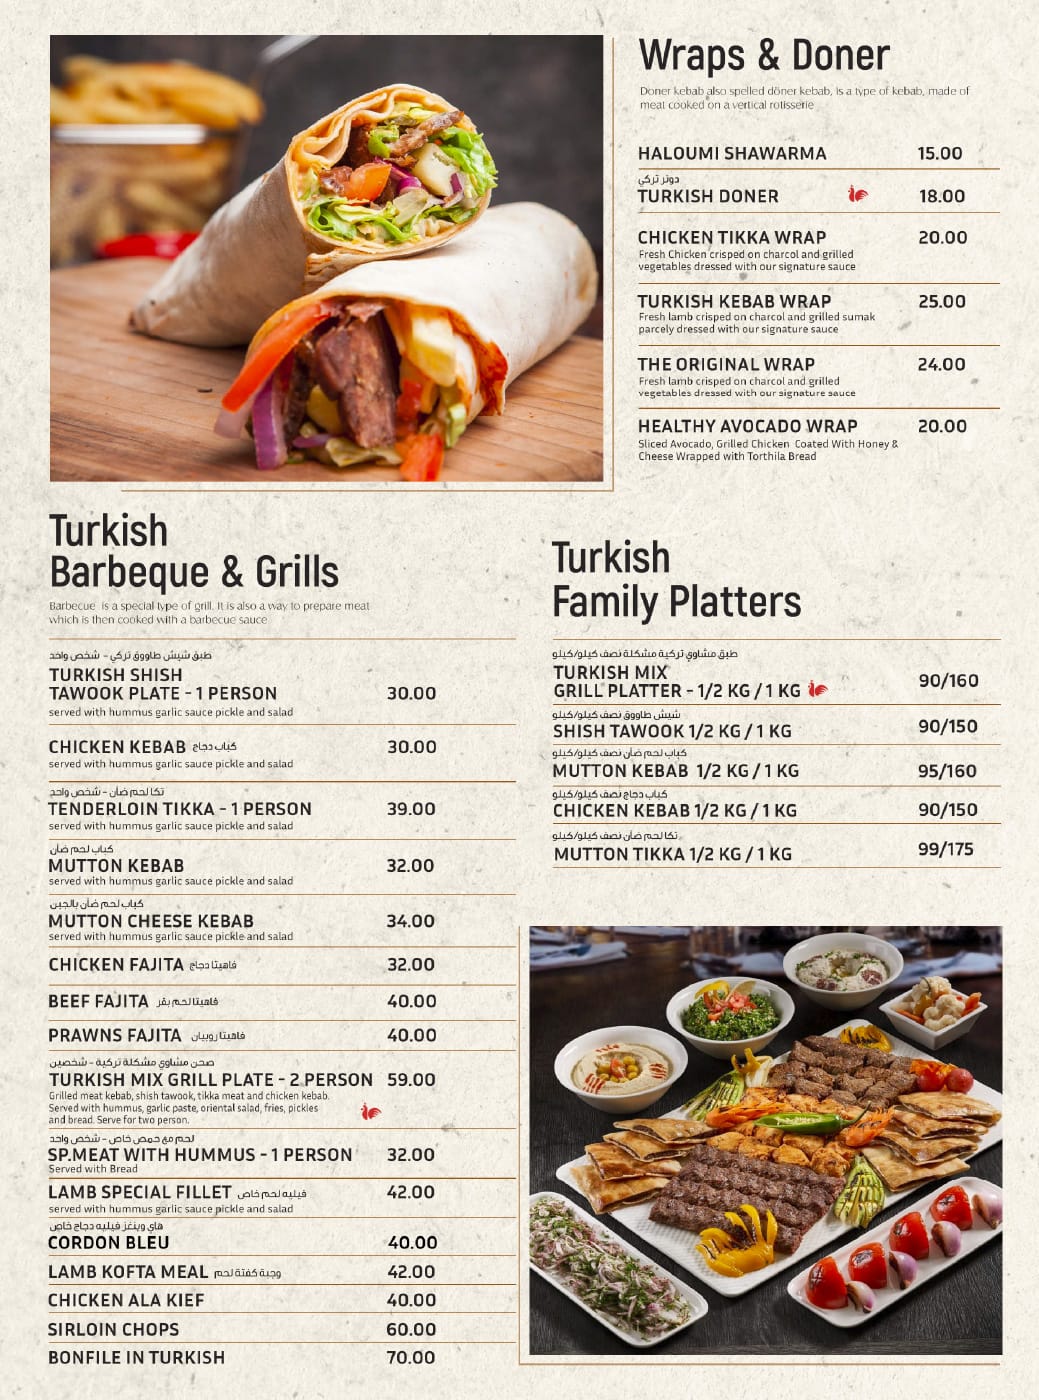 Wraps & Doner
Doner kebab also spelled döner kebab, is a type of kebab, made of
meat cooked on a vertical rotisserie
HALOUMI SHAWARMA 15.00
دونر تركي
TURKISH DONER 18.00
CHICKEN TIKKA WRAP 20.00
Fresh Chicken crisped on charcol and grilled
vegetables dressed with our signature sauce
TURKISH KEBAB WRAP 25.00
Fresh lamb crisped on charcol and grilled sumak
parcely dressed with our signature sauce
THE ORIGINAL WRAP 24.00
Fresh lamb crisped on charcol and grilled
vegetables dressed with our signature sauce
HEALTHY AVOCADO WRAP 20.00
Sliced Avocado, Grilled Chicken Coated With Honey &
Cheese Wrapped with Torthila Bread
Turkish
Barbeque & Grills
Barbecue is a special type of grill. It is also a way to prepare meat
which is then cooked with a barbecue sauce
طبق شيش طاووق تركي - شخص واحد
TURKISH SHISH
TAWOOK PLATE - 1 PERSON 30.00
served with hummus garlic sauce pickle and salad
CHICKEN KEBAB كباب دجاج 30.00
served with hummus garlic sauce pickle and salad
تكا لحم ضأن - شخص واحد
TENDERLOIN TIKKA - 1 PERSON 39.00
served with hummus garlic sauce pickle and salad
كباب لحم ضأن
MUTTON KEBAB 32.00
served with hummus garlic sauce pickle and salad
كباب لحم ضأن بالجبن
MUTTON CHEESE KEBAB 34.00
served with hummus garlic sauce pickle and salad
CHICKEN FAJITA فاهيتا دجاج 32.00
BEEF FAJITA فاهيتا لحم بقر 40.00
PRAWNS FAJITA فاهيتا روبيان 40.00
صحن مشاوي مشكلة تركية - شخصين
TURKISH MIX GRILL PLATE - 2 PERSON 59.00
Grilled meat kebab, shish tawook, tikka meat and chicken kebab.
Served with hummus, garlic paste, oriental salad, fries, pickles
and bread. Serve for two person.
لحم مع حمص خاص - شخص واحد
SP.MEAT WITH HUMMUS - 1 PERSON 32.00
Served with Bread
LAMB SPECIAL FILLET فيليه لحم خاص 42.00
served with hummus garlic sauce pickle and salad
هاي وينغز فيليه دجاج خاص
CORDON BLEU 40.00
LAMB KOFTA MEAL وجبة كفتة لحم 42.00
CHICKEN ALA KIEF 40.00
SIRLOIN CHOPS 60.00
BONFILE IN TURKISH 70.00
Turkish
Family Platters
طبق مشاوي تركية مشكلة نصف كيلو/كيلو
TURKISH MIX
GRILL PLATTER - 1/2 KG / 1 KG 90/160
شيش طاووق نصف كيلو/كيلو
SHISH TAWOOK 1/2 KG / 1 KG 90/150
كباب لحم ضأن نصف كيلو/كيلو
MUTTON KEBAB 1/2 KG / 1 KG 95/160
كباب دجاج نصف كيلو/كيلو
CHICKEN KEBAB 1/2 KG / 1 KG 90/150
تكا لحم ضأن نصف كيلو/كيلو
MUTTON TIKKA 1/2 KG / 1 KG 99/175